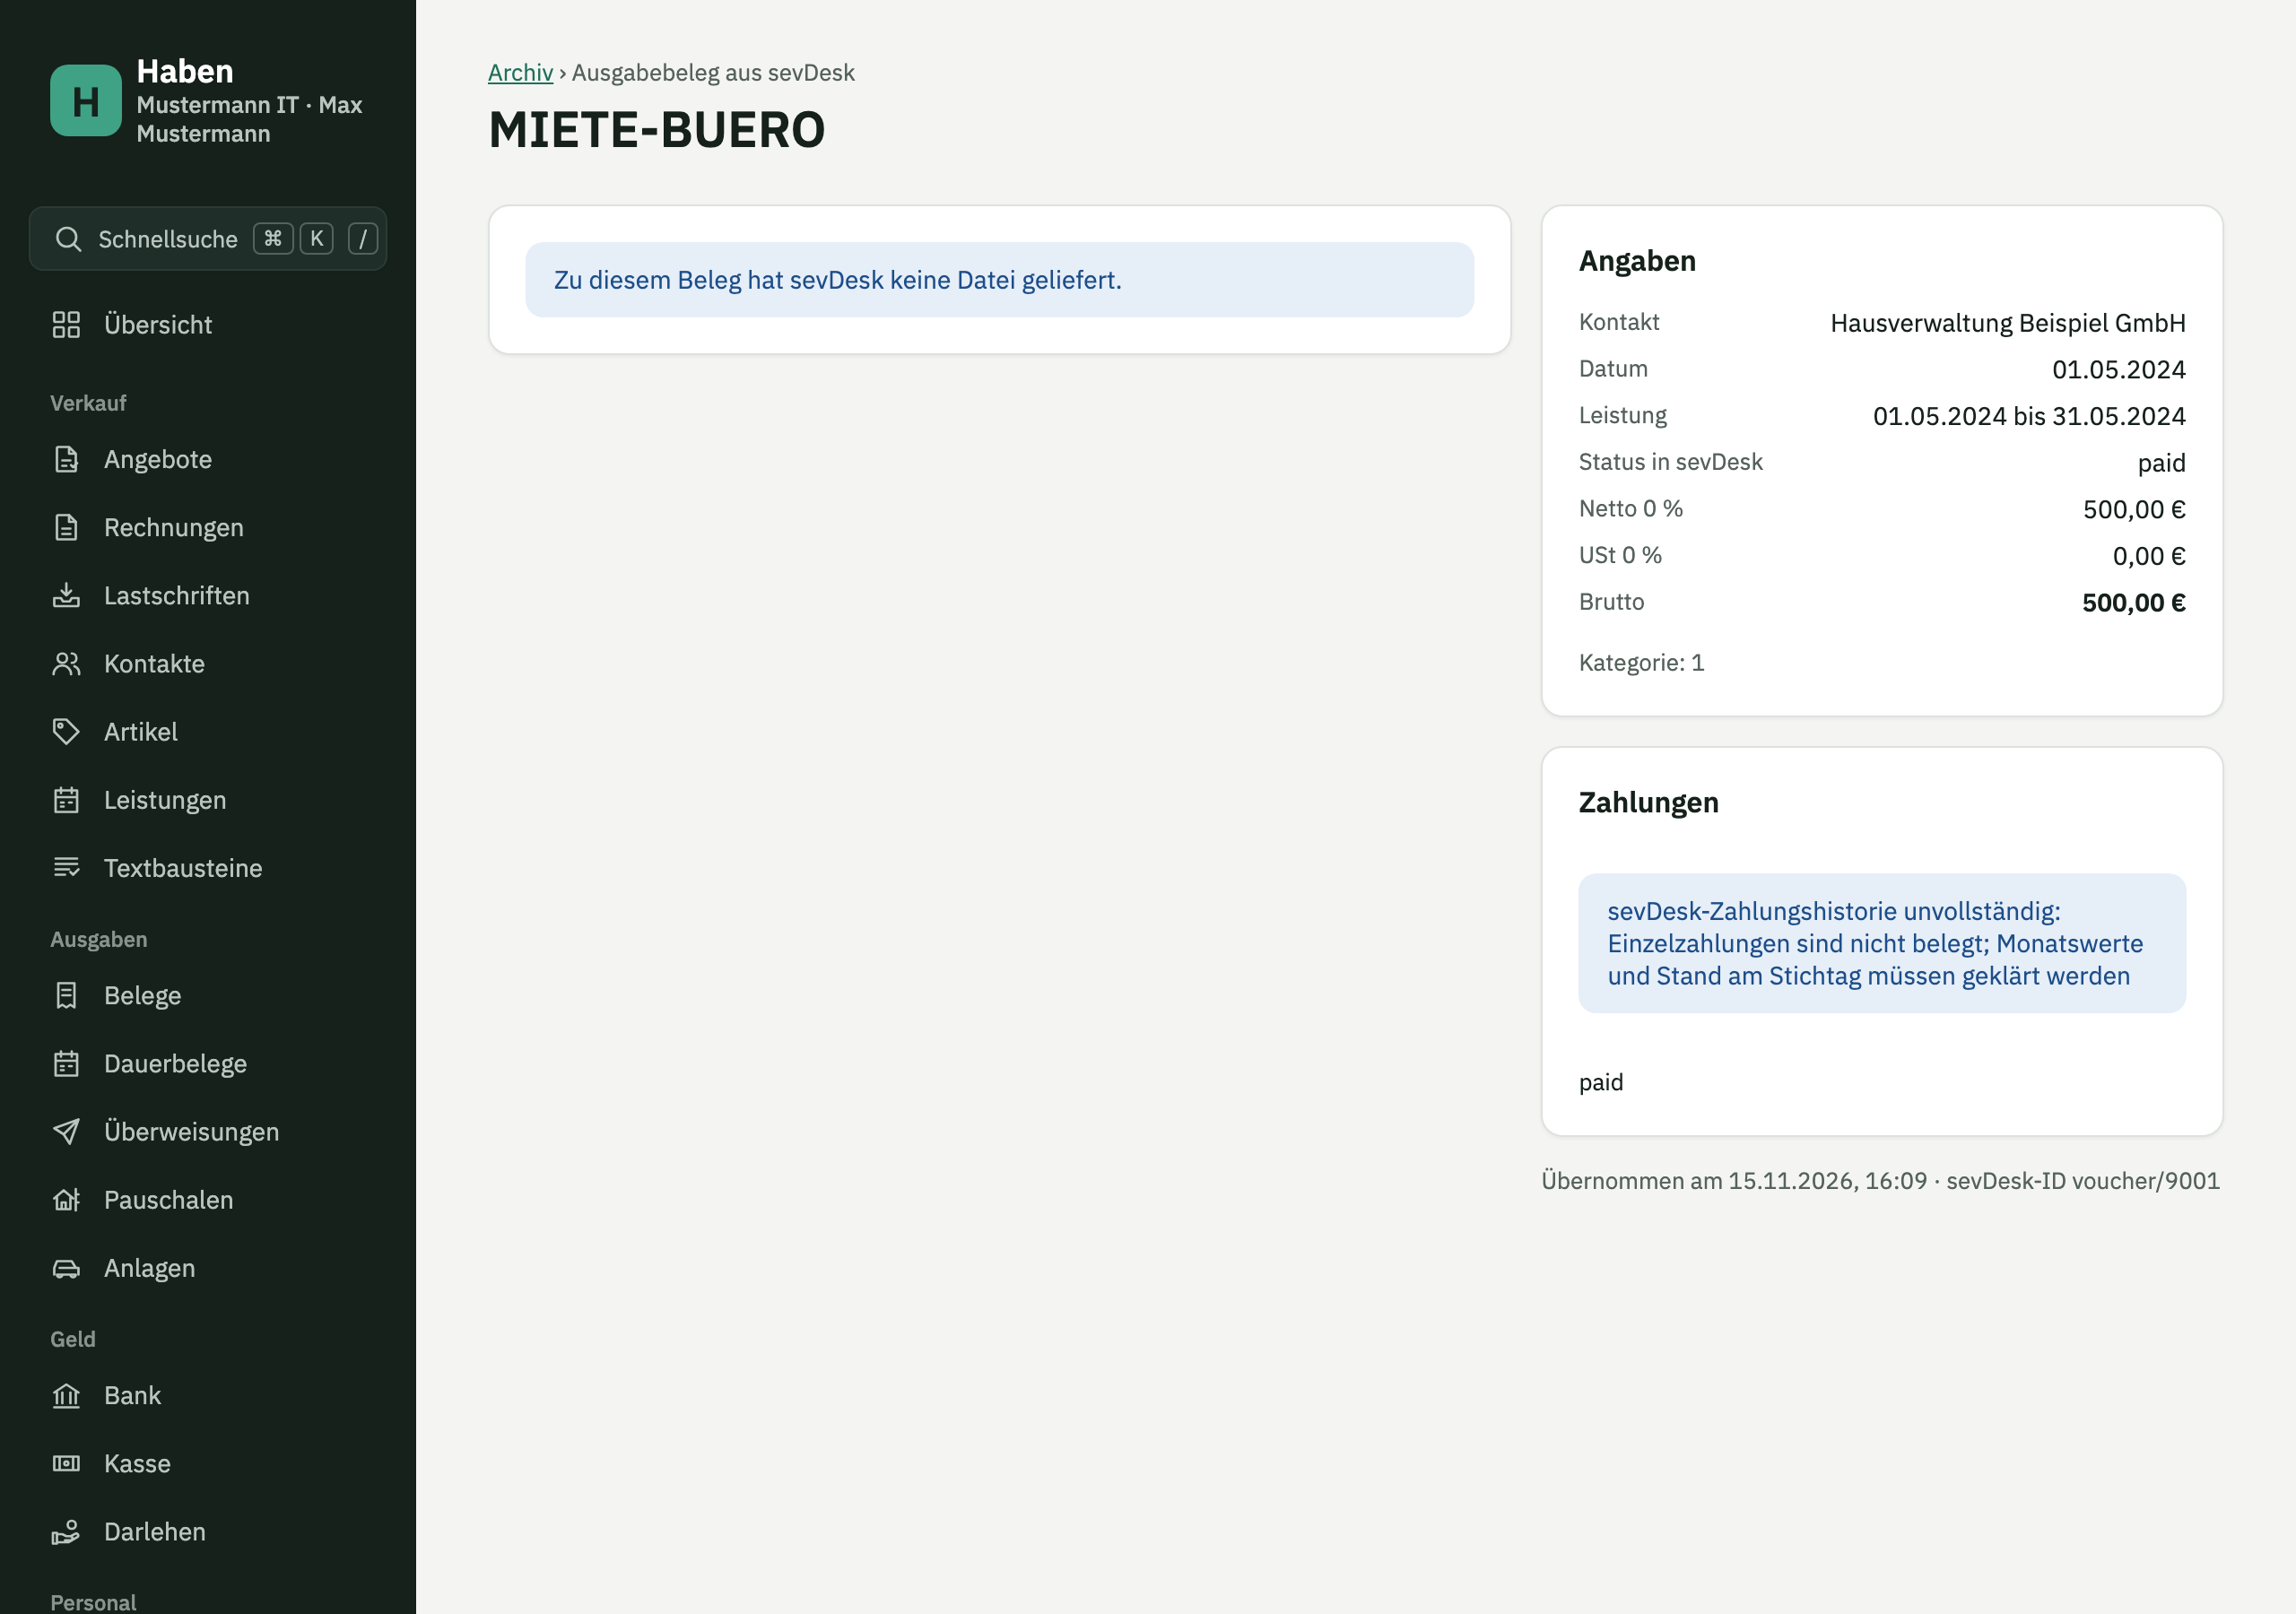 H
Haben
Mustermann IT · Max
Mustermann
Schnellsuche ⌘ K /
Übersicht
Verkauf
Angebote
Rechnungen
Lastschriften
Kontakte
Artikel
Leistungen
Textbausteine
Ausgaben
Belege
Dauerbelege
Überweisungen
Pauschalen
Anlagen
Geld
Bank
Kasse
Darlehen
Personal
Archiv › Ausgabebeleg aus sevDesk
MIETE-BUERO
Zu diesem Beleg hat sevDesk keine Datei geliefert.
Angaben
Kontakt Hausverwaltung Beispiel GmbH
Datum 01.05.2024
Leistung 01.05.2024 bis 31.05.2024
Status in sevDesk paid
Netto 0 % 500,00 €
USt 0 % 0,00 €
Brutto 500,00 €
Kategorie: 1
Zahlungen
sevDesk-Zahlungshistorie unvollständig:
Einzelzahlungen sind nicht belegt; Monatswerte
und Stand am Stichtag müssen geklärt werden
paid
Übernommen am 15.11.2026, 16:09 · sevDesk-ID voucher/9001